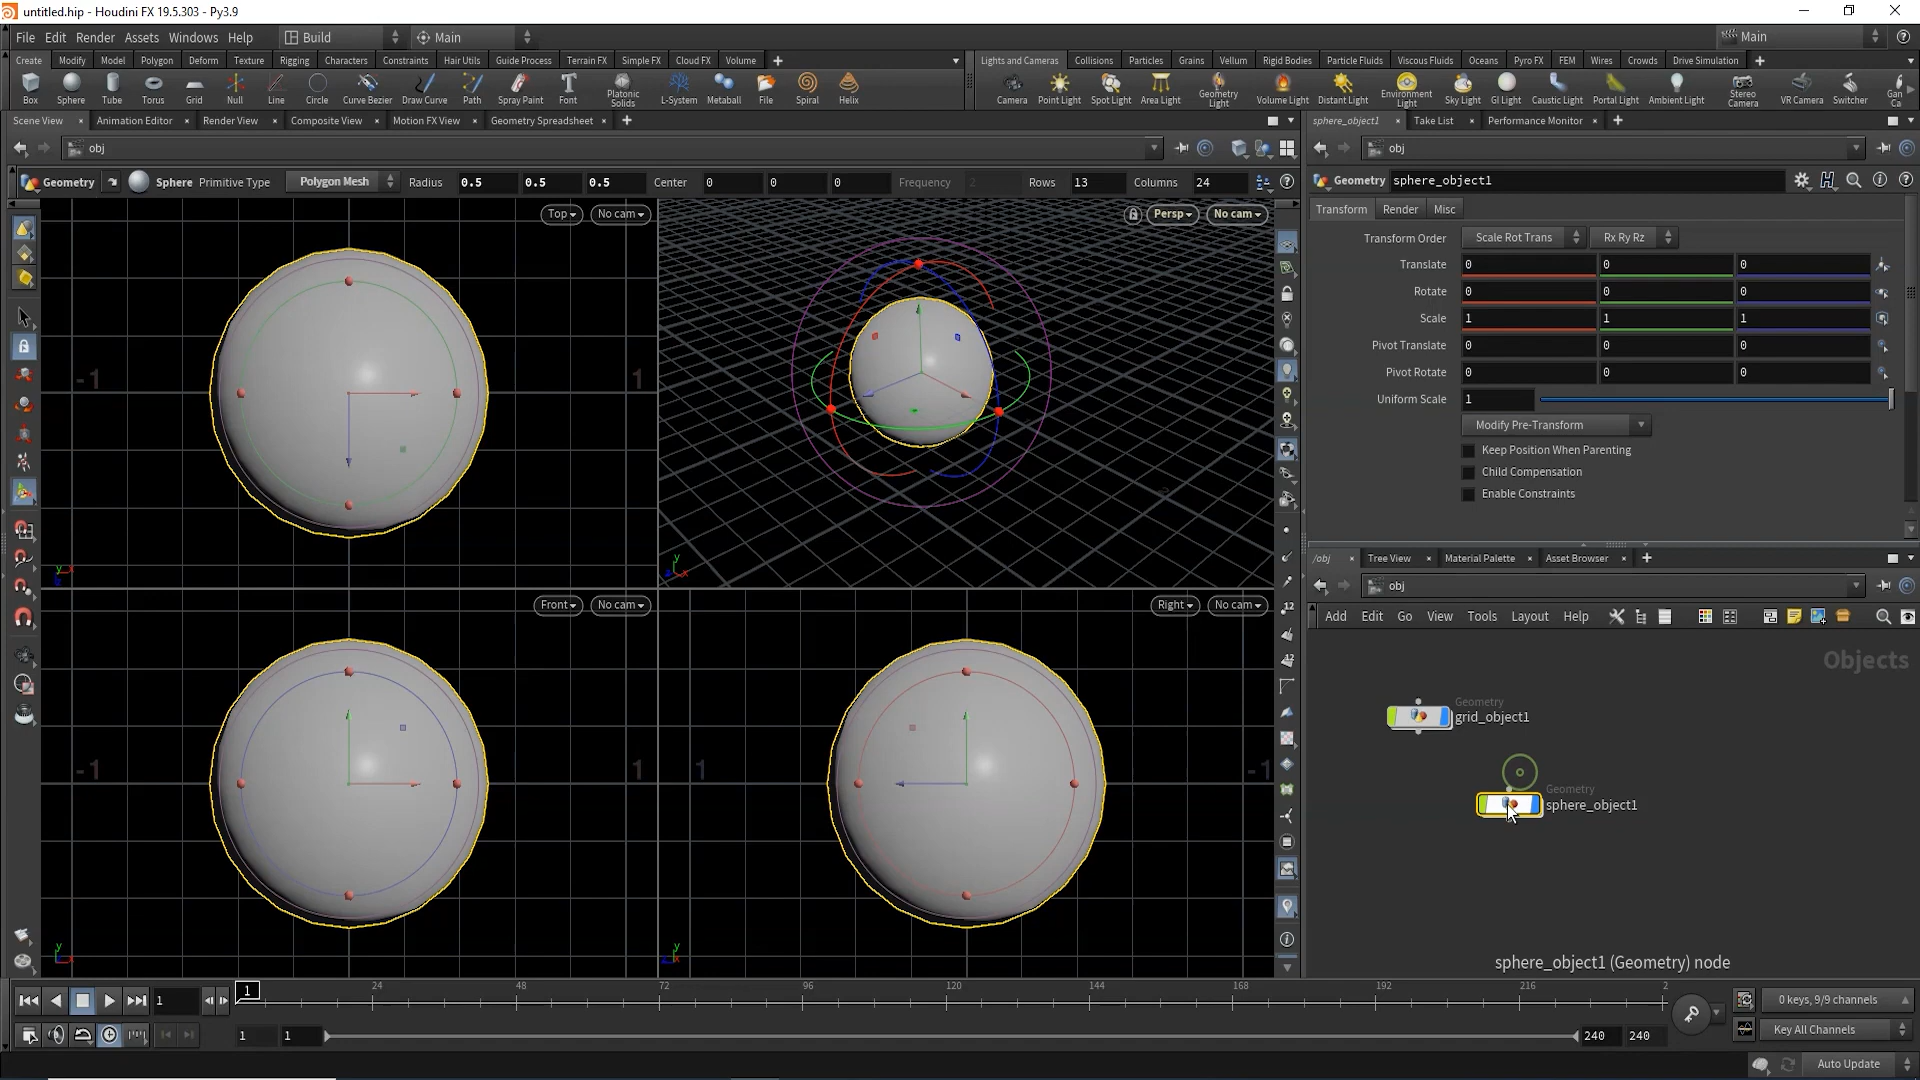 untitled.hip - Houdini FX 19.5.303 - Py3.9
File Edit Render Assets Windows Help Build Main Main
Create Modify Model Polygon Deform Texture Rigging Characters Constraints Hair Utils Guide Process Terrain FX Simple FX Cloud FX Volume
Lights and Cameras Collisions Particles Grains Vellum Rigid Bodies Particle Fluids Viscous Fluids Oceans Pyro FX FEM Wires Crowds Drive Simulation
Box Sphere Tube Torus Grid Null Line Circle Curve Bezier Draw Curve Path Spray Paint Font Platonic Solids L-System Metaball File Spiral Helix
Camera Point Light Spot Light Area Light Geometry Light Volume Light Distant Light Environment Light Sky Light GI Light Caustic Light Portal Light Ambient Light Stereo Camera VR Camera Switcher Gan Ca
Scene View Animation Editor Render View Composite View Motion FX View Geometry Spreadsheet
sphere_object1 Take List Performance Monitor
obj
obj
Geometry Sphere Primitive Type Polygon Mesh Radius 0.5 0.5 0.5 Center 0 0 0 Frequency 2 Rows 13 Columns 24
Geometry sphere_object1
Transform Render Misc
Top No cam
Persp No cam
Transform Order Scale Rot Trans Rx Ry Rz
Translate 0 0 0
Rotate 0 0 0
Scale 1 1 1
Pivot Translate 0 0 0
Pivot Rotate 0 0 0
Uniform Scale 1
Modify Pre-Transform
Keep Position When Parenting
Child Compensation
Enable Constraints
-1 1
y x
y x
/obj Tree View Material Palette Asset Browser
obj
Front No cam
Right No cam
Add Edit Go View Tools Layout Help
12
12
Objects
Geometry
grid_object1
Geometry
sphere_object1
-1 1
1 -1
y
y
sphere_object1 (Geometry) node
1 1 24 48 72 96 120 144 168 192 216 2
0 keys, 9/9 channels
1 1 240 240
Key All Channels
Auto Update